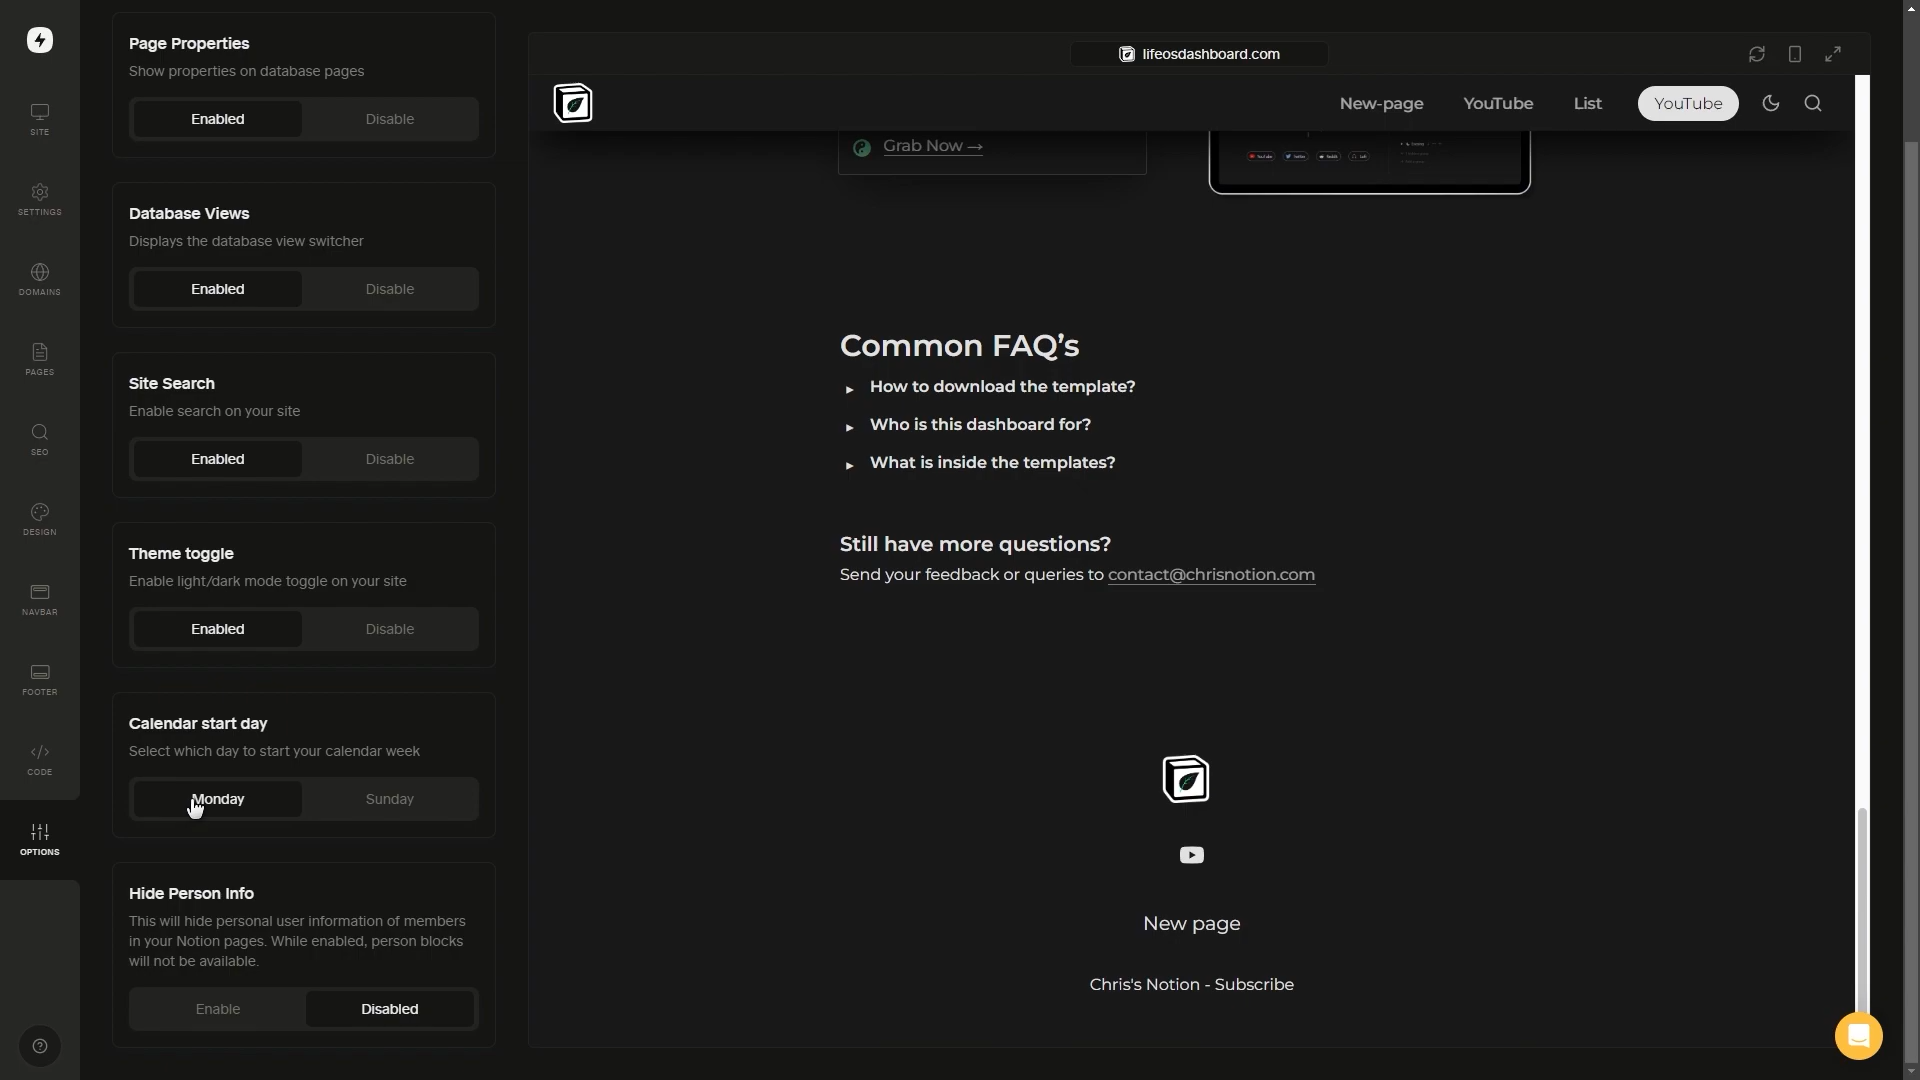 SITE
SETTINGS
DOMAINS
PAGES
SEO
DESIGN
NAVBAR
FOOTER
CODE
OPTIONS
Page Properties
Show properties on database pages
Enabled Disable
Database Views
Displays the database view switcher
Enabled Disable
Site Search
Enable search on your site
Enabled Disable
Theme toggle
Enable light/dark mode toggle on your site
Enabled Disable
Calendar start day
Select which day to start your calendar week
Monday Sunday
Hide Person Info
This will hide personal user information of members
in your Notion pages. While enabled, person blocks
will not be available.
Enable Disabled
lifeosdashboard.com
New-page YouTube List YouTube
Grab Now →
YouTube Twitter Reddit
Common FAQ’s
How to download the template?
Who is this dashboard for?
What is inside the templates?
Still have more questions?
Send your feedback or queries to contact@chrisnotion.com
New page
Chris's Notion - Subscribe